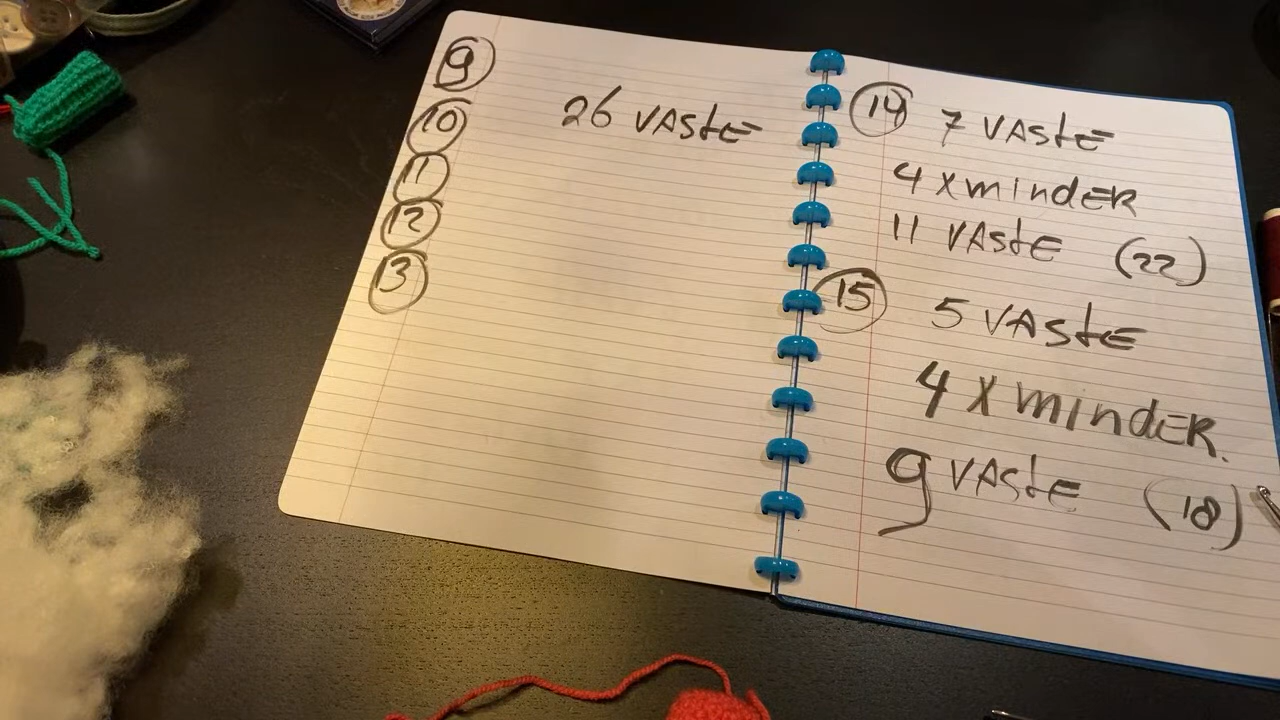 9
10 26 VASTE
11
12
13
14 7 VASTE
4 x minder
11 VASTE (22)
15 5 VASTE
4 x minder.
9 VASTE (18)